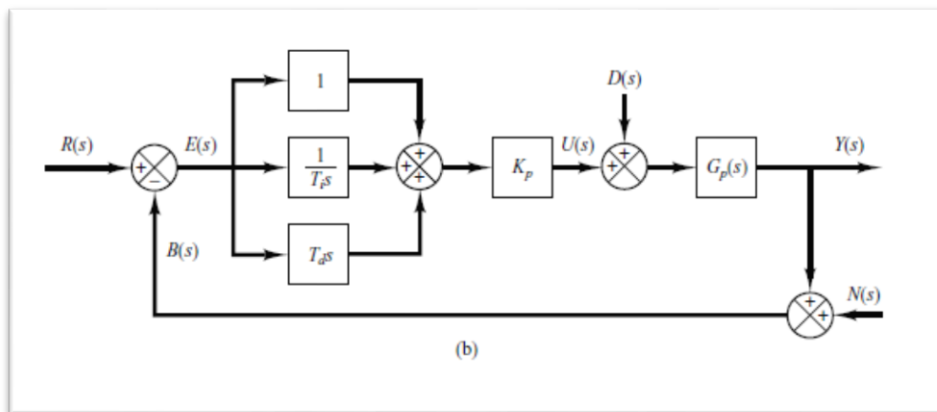 D(s)
1
R(s)
E(s)
+
−
1
T_i s
+
+
+
K_p
U(s)
+
+
G_p(s)
Y(s)
B(s)
T_d s
+
+
N(s)
(b)